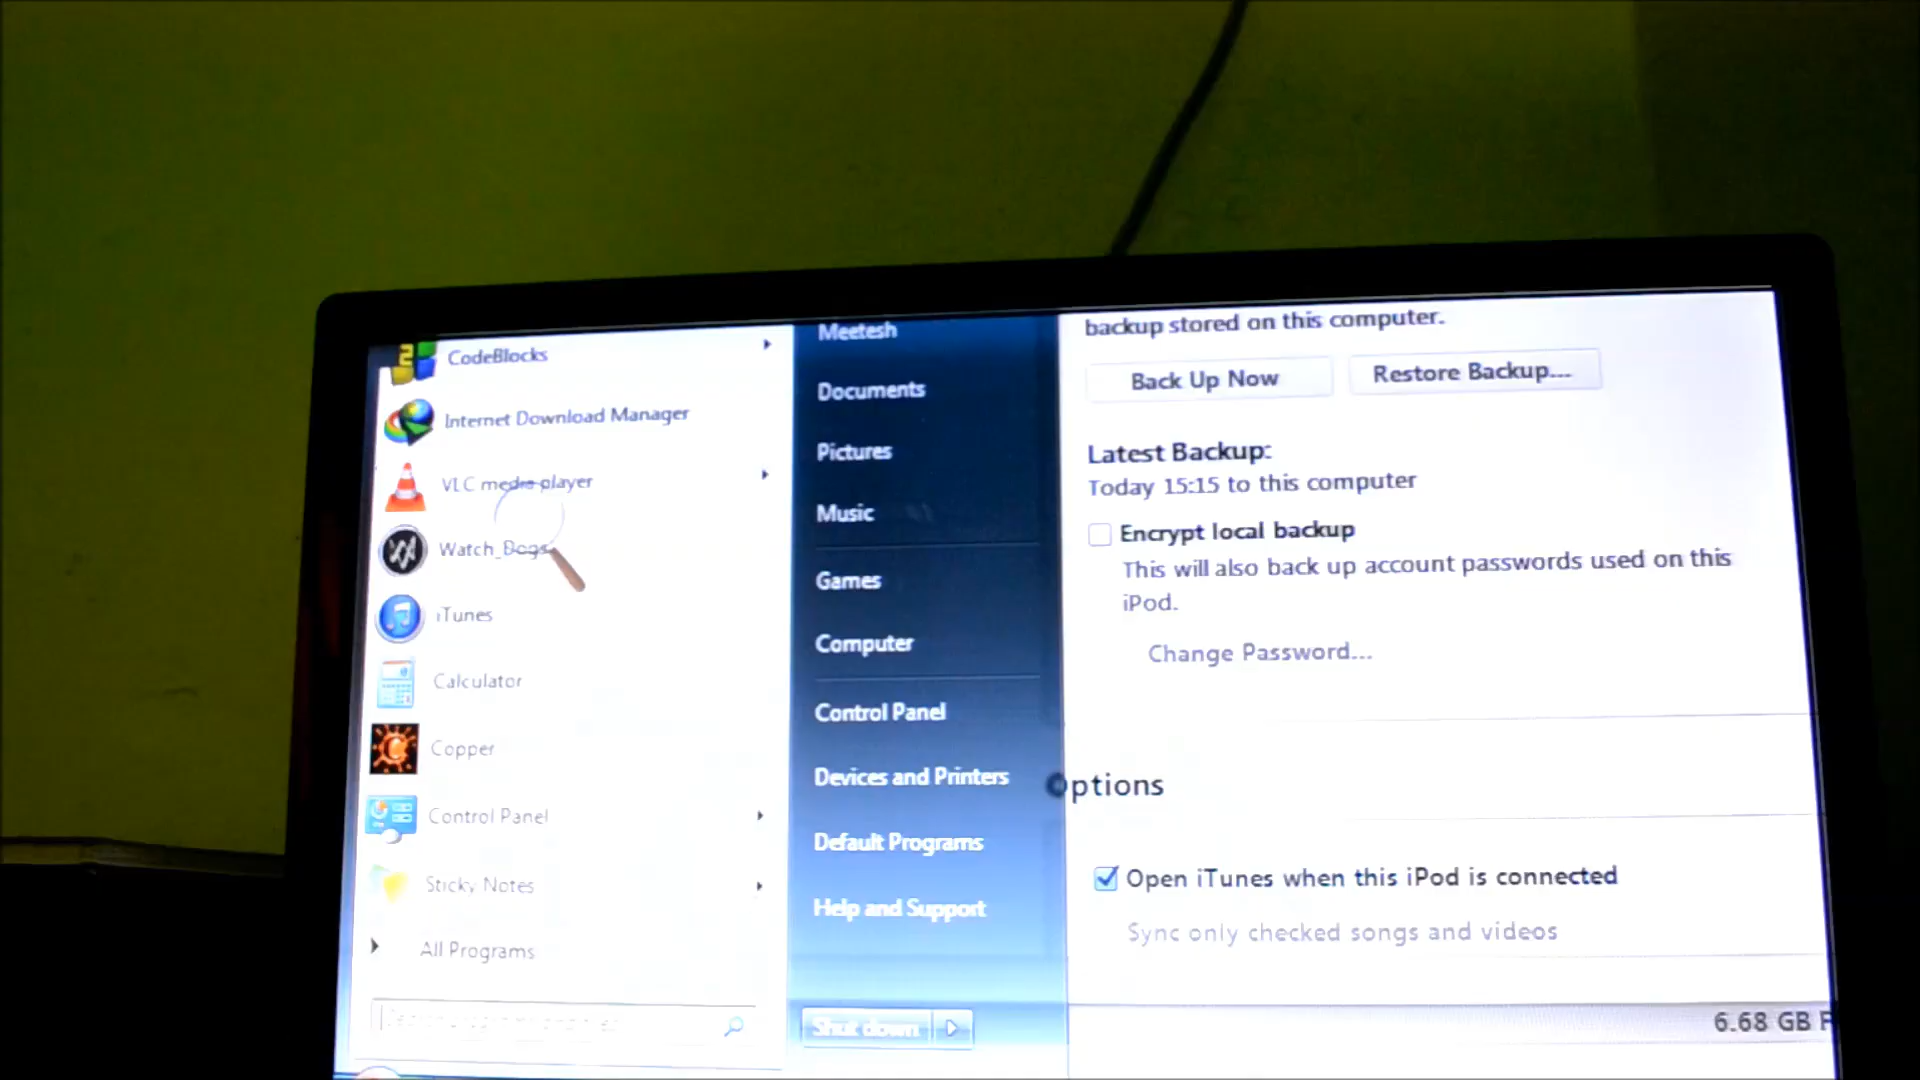 CodeBlocks
Internet Download Manager
VLC media player
Watch_Dogs
iTunes
Calculator
Copper
Control Panel
Sticky Notes
All Programs
Meetesh
Documents
Pictures
Music
Games
Computer
Control Panel
Devices and Printers
Default Programs
Help and Support
Shut down
backup stored on this computer.
Back Up Now
Restore Backup...
Latest Backup:
Today 15:15 to this computer
Encrypt local backup
This will also back up account passwords used on this
iPod.
Change Password...
Options
Open iTunes when this iPod is connected
Sync only checked songs and videos
6.68 GB F